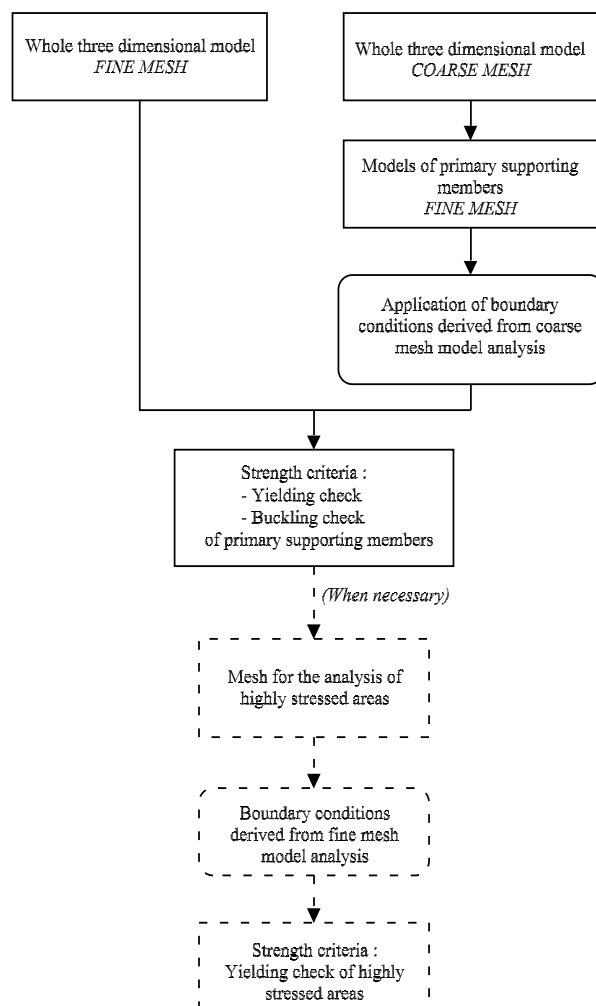 Whole three dimensional model
FINE MESH
Whole three dimensional model
COARSE MESH
Models of primary supporting
members
FINE MESH
Application of boundary
conditions derived from coarse
mesh model analysis
Strength criteria :
- Yielding check
- Buckling check
of primary supporting members
(When necessary)
Mesh for the analysis of
highly stressed areas
Boundary conditions
derived from fine mesh
model analysis
Strength criteria :
Yielding check of highly
stressed areas